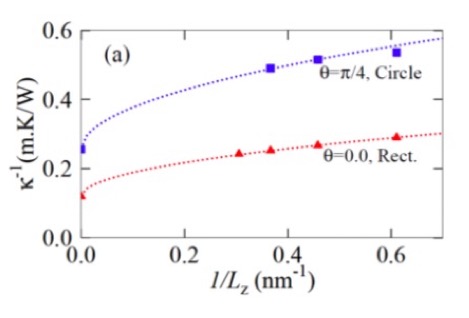 0.6
(a)
θ=π/4, Circle
0.4
κ⁻¹(m.K/W)
0.2
θ=0.0, Rect.
0.0
0.0 0.2 0.4 0.6
1/L_z (nm⁻¹)